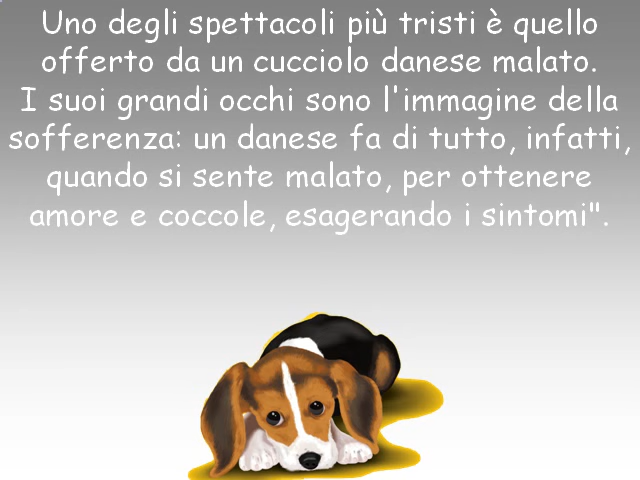 Uno degli spettacoli più tristi è quello
offerto da un cucciolo danese malato.
I suoi grandi occhi sono l'immagine della
sofferenza: un danese fa di tutto, infatti,
quando si sente malato, per ottenere
amore e coccole, esagerando i sintomi".